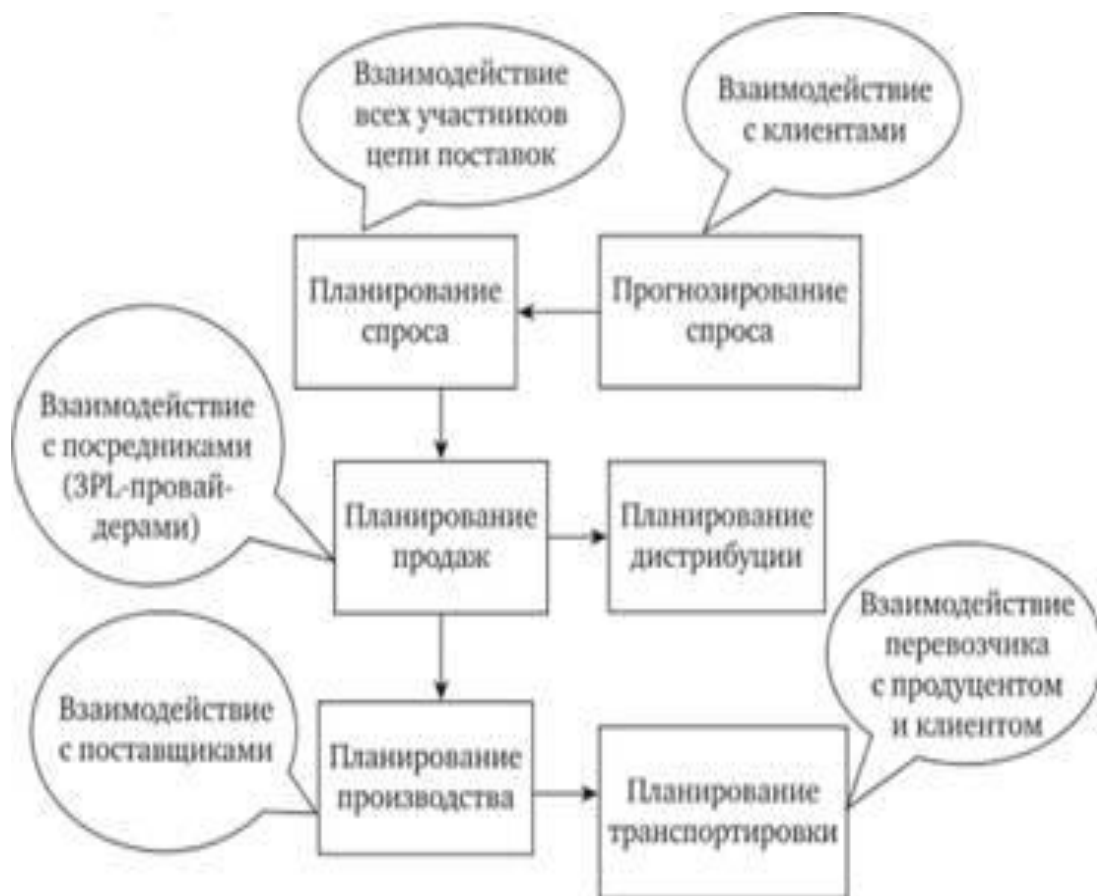 Взаимодействие
всех участников
цепи поставок
Взаимодействие
с клиентами
Планирование
спроса
Прогнозирование
спроса
Взаимодействие
с посредниками
(3PL-провай-
дерами)
Планирование
продаж
Планирование
дистрибуции
Взаимодействие
перевозчика
с продуцентом
и клиентом
Взаимодействие
с поставщиками
Планирование
производства
Планирование
транспортировки